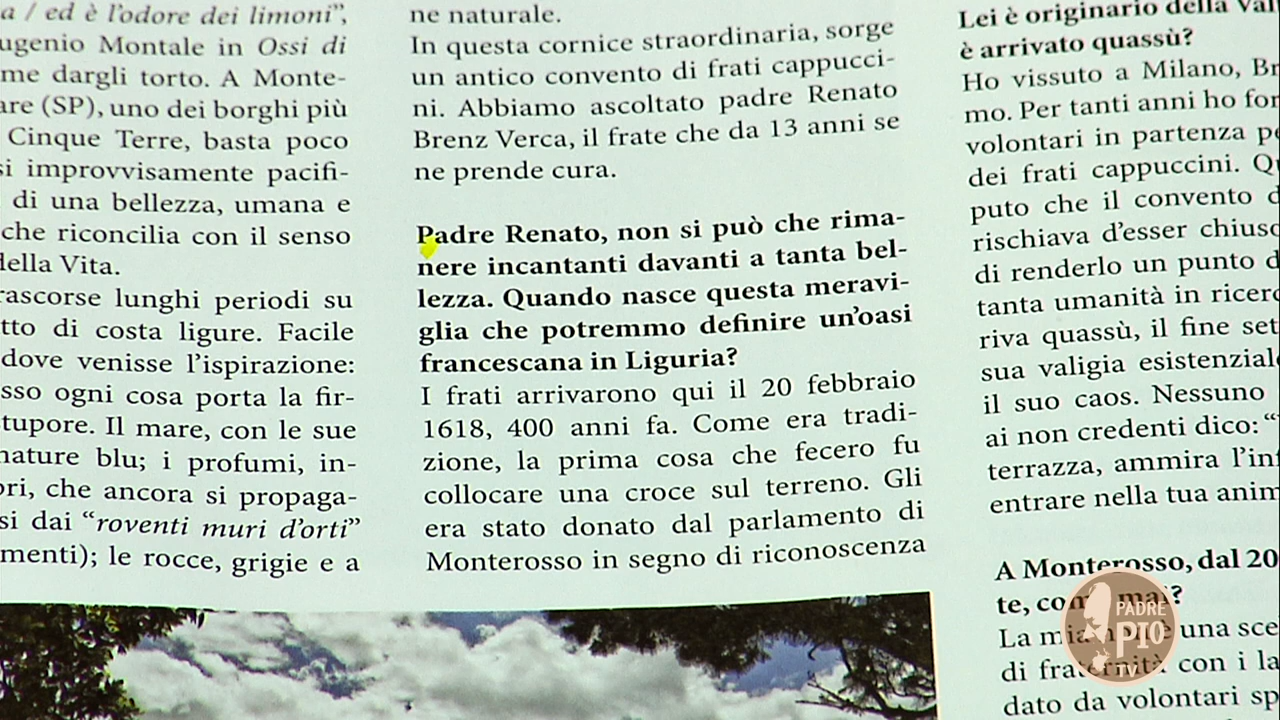 a / ed è l'odore dei limoni",
ugenio Montale in Ossi di
me dargli torto. A Monte-
are (SP), uno dei borghi più
Cinque Terre, basta poco
si improvvisamente pacifi-
di una bellezza, umana e
che riconcilia con il senso
della Vita.
rascorse lunghi periodi su
tto di costa ligure. Facile
dove venisse l'ispirazione:
sso ogni cosa porta la fir-
tupore. Il mare, con le sue
nature blu; i profumi, in-
ori, che ancora si propaga-
si dai "roventi muri d'orti"
menti); le rocce, grigie e a
ne naturale.
In questa cornice straordinaria, sorge
un antico convento di frati cappucci-
ni. Abbiamo ascoltato padre Renato
Brenz Verca, il frate che da 13 anni se
ne prende cura.
Padre Renato, non si può che rima-
nere incantanti davanti a tanta bel-
lezza. Quando nasce questa meravi-
glia che potremmo definire un'oasi
francescana in Liguria?
I frati arrivarono qui il 20 febbraio
1618, 400 anni fa. Come era tradi-
zione, la prima cosa che fecero fu
collocare una croce sul terreno. Gli
era stato donato dal parlamento di
Monterosso in segno di riconoscenza
Lei è originario della Val
è arrivato quassù?
Ho vissuto a Milano, Br
mo. Per tanti anni ho for
volontari in partenza pe
dei frati cappuccini. Qu
puto che il convento d
rischiava d'esser chiuso
di renderlo un punto d
tanta umanità in ricerc
riva quassù, il fine set
sua valigia esistenziale
il suo caos. Nessuno
ai non credenti dico: "
terrazza, ammira l'inf
entrare nella tua anim
A Monterosso, dal 20
te, come mai?
La mia è una sce
di fraternità con i la
dato da volontari sp
PADRE
PIO
TV